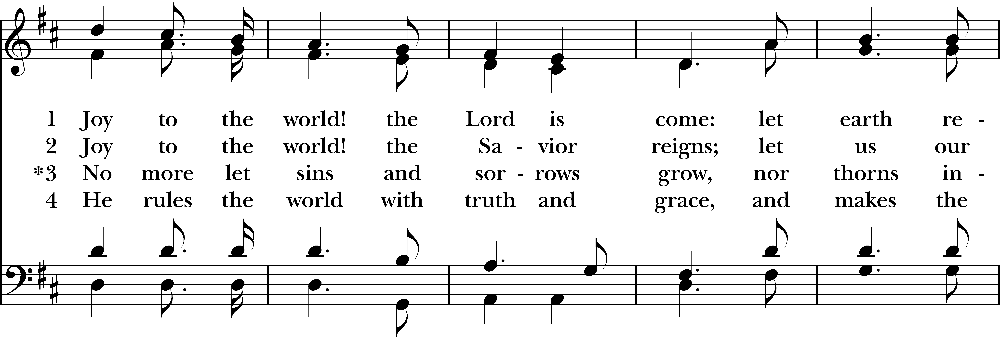 1 Joy to the world! the Lord is come: let earth re -
2 Joy to the world! the Sa - vior reigns; let us our
*3 No more let sins and sor - rows grow, nor thorns in -
4 He rules the world with truth and grace, and makes the